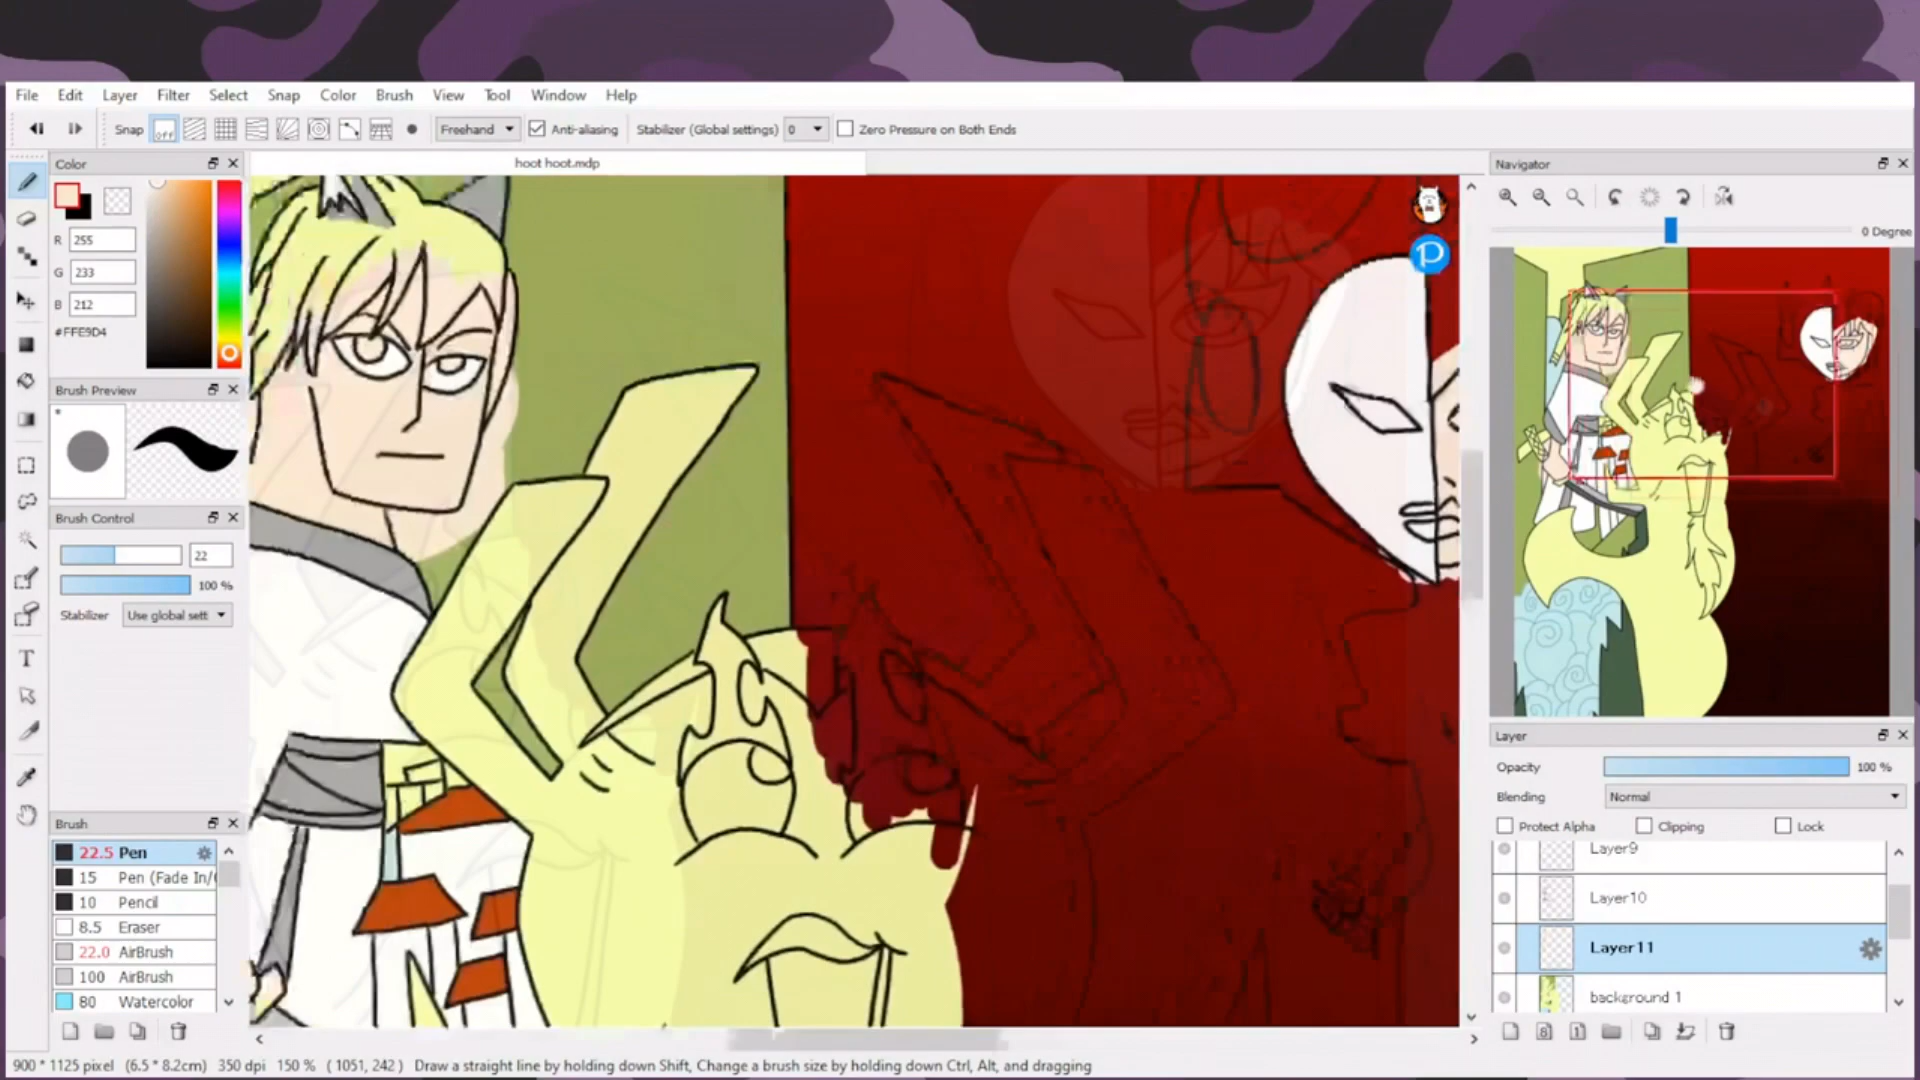 File Edit Layer Filter Select Snap Color Brush View Tool Window Help
Snap off Freehand Anti-aliasing Stabilizer (Global settings) 0 Zero Pressure on Both Ends
Color
hoot hoot.mdp
Navigator
R 255
G 233
B 212
#FFE9D4
0 Degree
Brush Preview
*
Brush Control
22
100 %
Stabilizer Use global sett
P
Layer
Opacity 100 %
Blending Normal
Protect Alpha Clipping Lock
Brush
22.5 Pen
15 Pen (Fade In/
10 Pencil
8.5 Eraser
22.0 AirBrush
100 AirBrush
80 Watercolor
Layer9
Layer10
Layer11
background 1
T
8
1
900 * 1125 pixel (6.5 * 8.2cm) 350 dpi 150 % ( 1051, 242 ) Draw a straight line by holding down Shift, Change a brush size by holding down Ctrl, Alt, and dragging